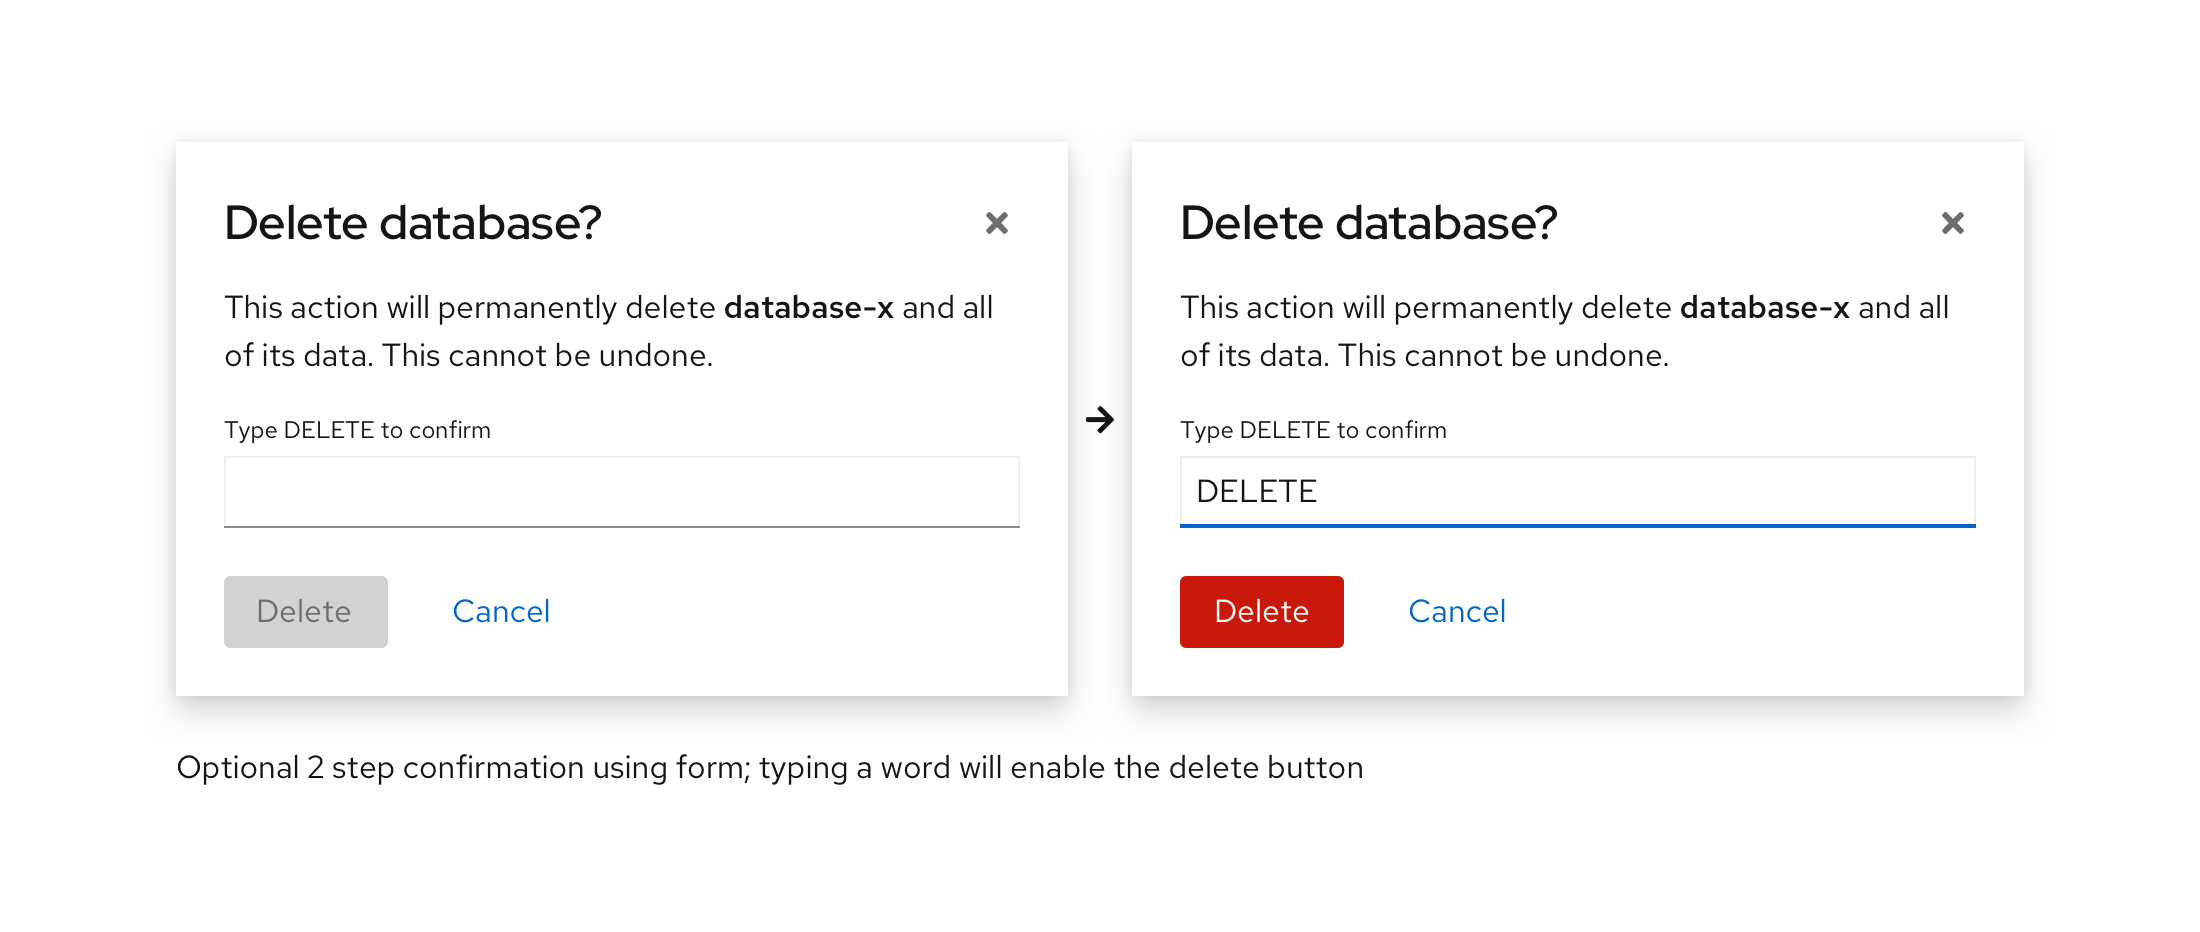 Delete database?
This action will permanently delete database-x and all
of its data. This cannot be undone.
Type DELETE to confirm
Delete
Cancel
Delete database?
This action will permanently delete database-x and all
of its data. This cannot be undone.
Type DELETE to confirm
DELETE
Delete
Cancel
Optional 2 step confirmation using form; typing a word will enable the delete button